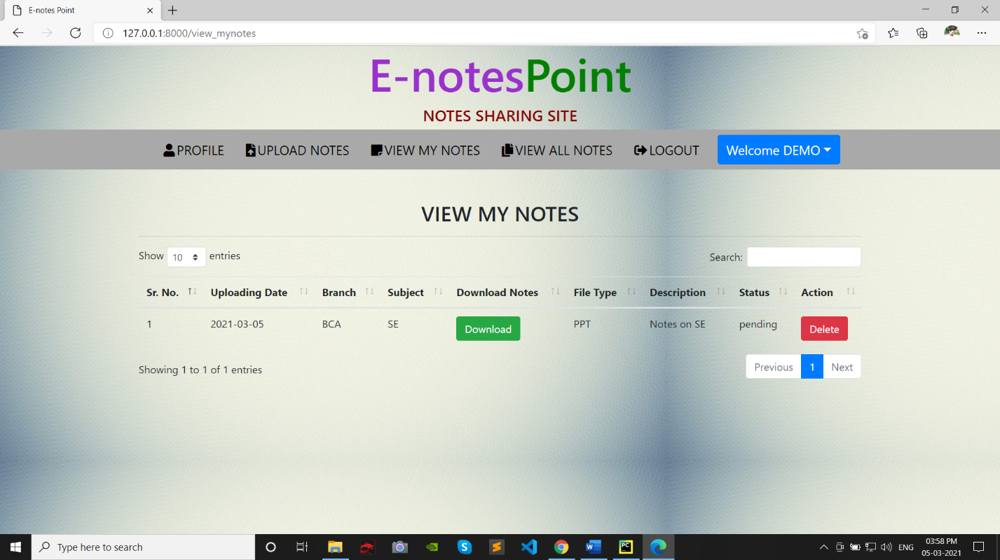 E-notes Point
127.0.0.1:8000/view_mynotes
E-notesPoint
NOTES SHARING SITE
PROFILE UPLOAD NOTES VIEW MY NOTES VIEW ALL NOTES LOGOUT Welcome DEMO
VIEW MY NOTES
Show 10 entries Search:
Sr. No. Uploading Date Branch Subject Download Notes File Type Description Status Action
1 2021-03-05 BCA SE Download PPT Notes on SE pending Delete
Showing 1 to 1 of 1 entries Previous 1 Next
Type here to search ENG 03:58 PM
05-03-2021